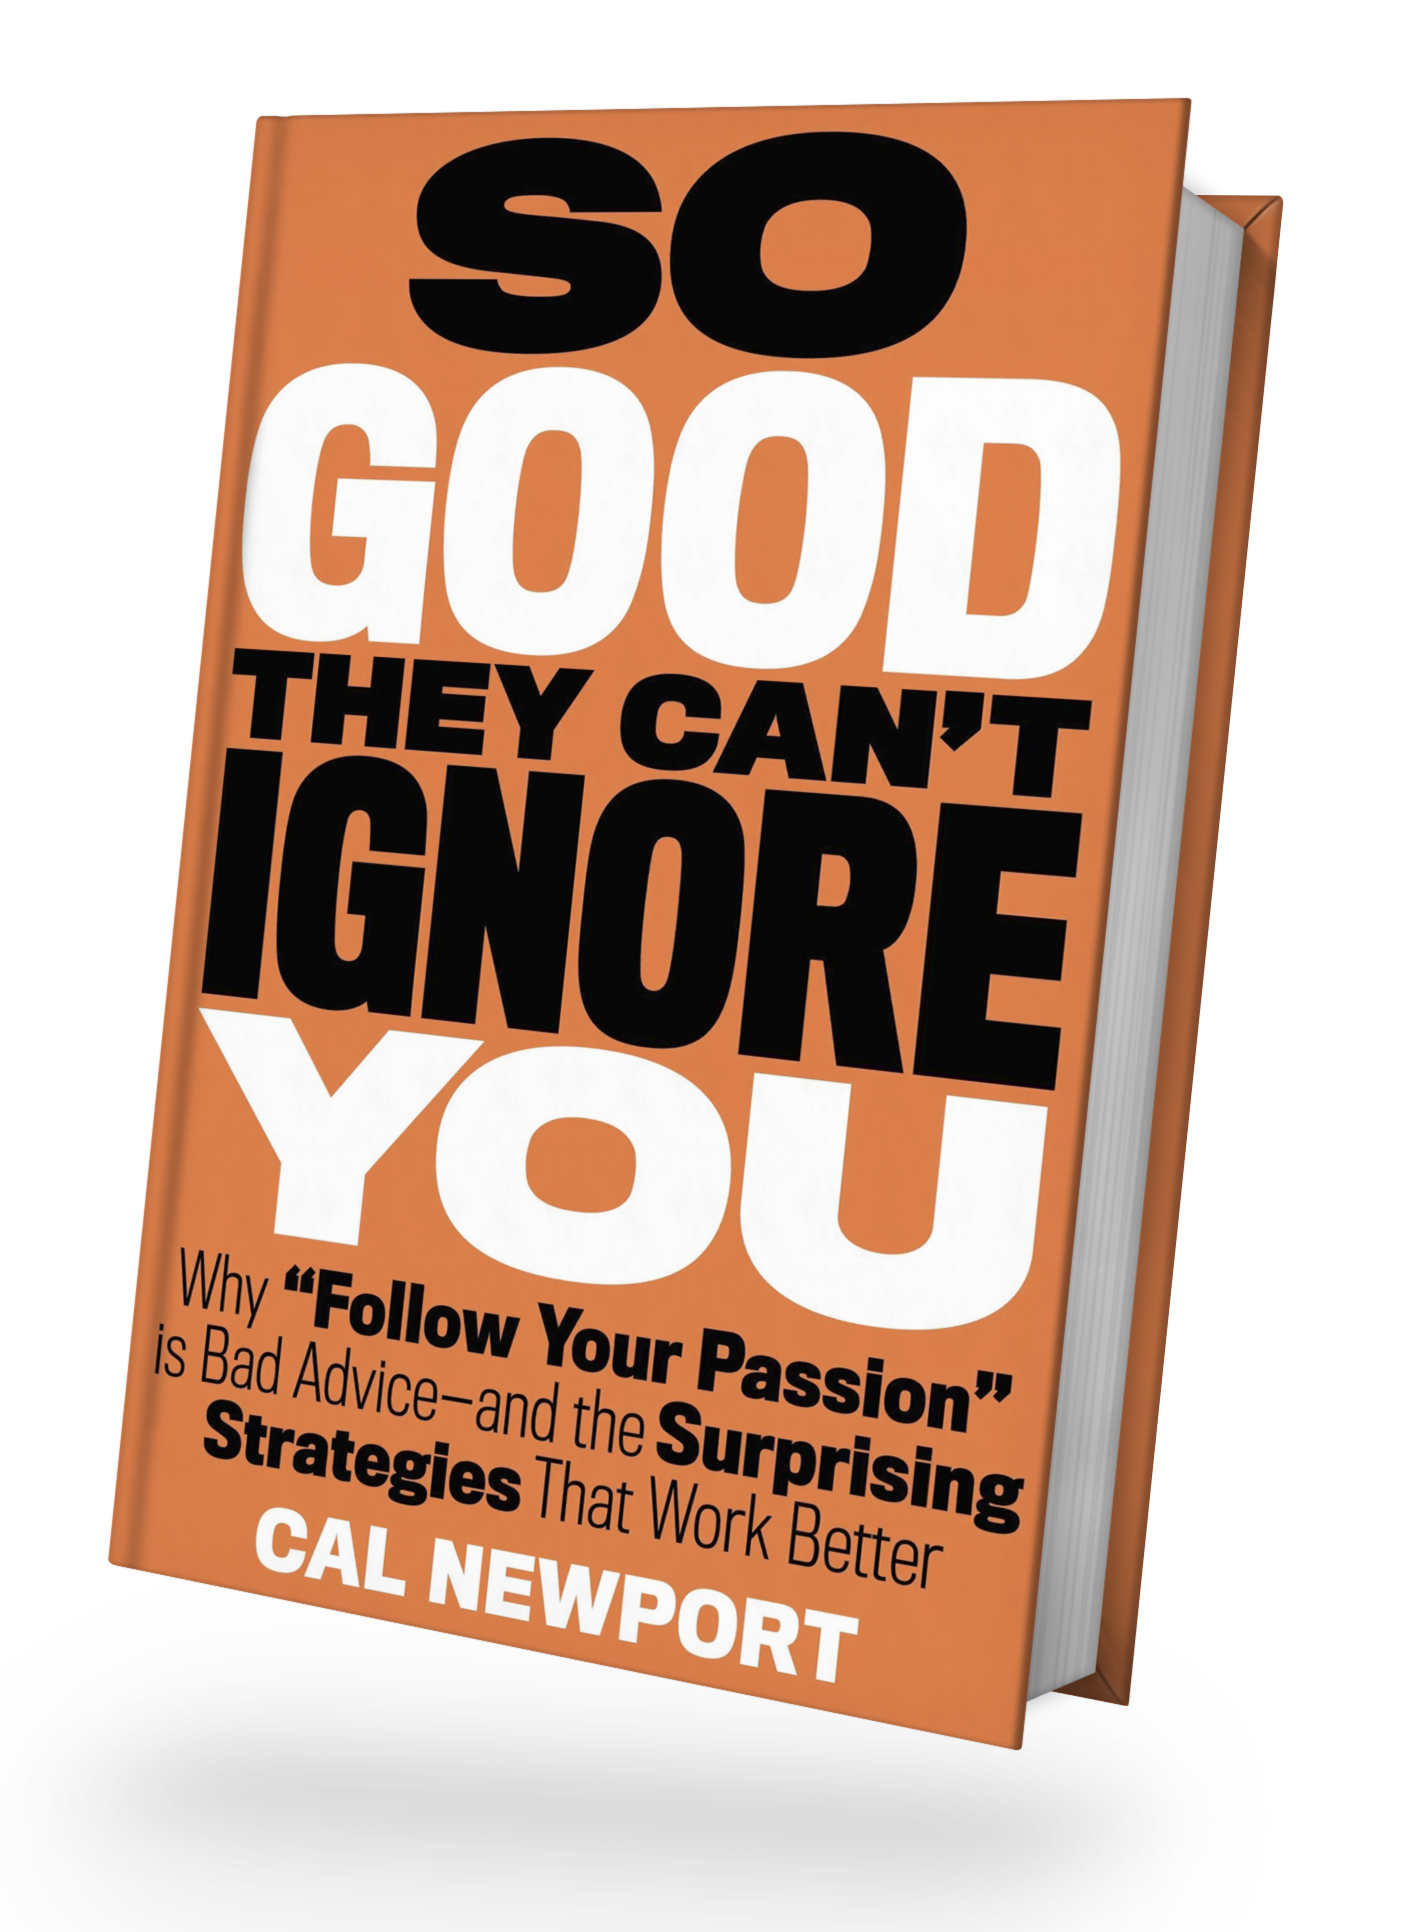 SO
GOOD
THEY CAN’T
IGNORE
YOU
Why “Follow Your Passion”
is Bad Advice—and the Surprising
Strategies That Work Better
CAL NEWPORT